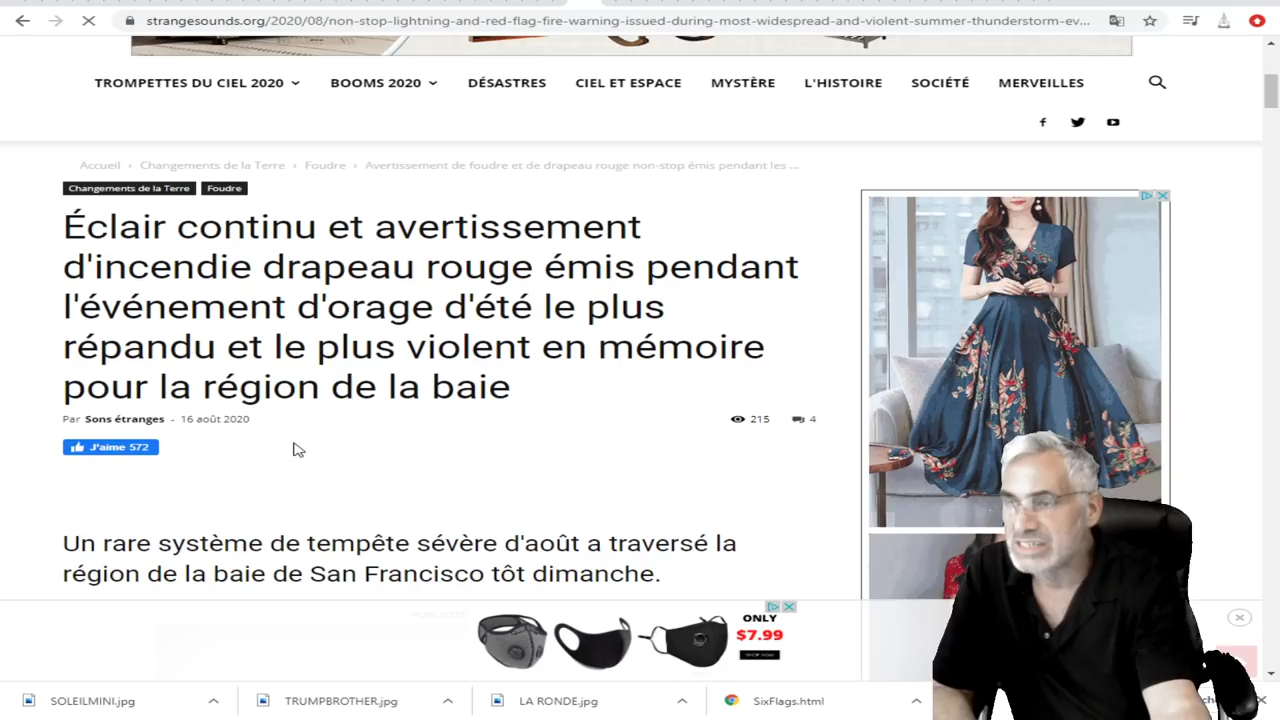 strangesounds.org/2020/08/non-stop-lightning-and-red-flag-fire-warning-issued-during-most-widespread-and-violent-summer-thunderstorm-ev...
TROMPETTES DU CIEL 2020 BOOMS 2020 DÉSASTRES CIEL ET ESPACE MYSTÈRE L'HISTOIRE SOCIÉTÉ MERVEILLES
Accueil › Changements de la Terre › Foudre › Avertissement de foudre et de drapeau rouge non-stop émis pendant les ...
Changements de la Terre Foudre
Éclair continu et avertissement
d'incendie drapeau rouge émis pendant
l'événement d'orage d'été le plus
répandu et le plus violent en mémoire
pour la région de la baie
Par Sons étranges - 16 août 2020 215 4
J'aime 572
Un rare système de tempête sévère d'août a traversé la
région de la baie de San Francisco tôt dimanche.
PUBLICITÉ
ONLY
$7.99
SHOP NOW
SOLEILMINI.jpg TRUMPBROTHER.jpg LA RONDE.jpg SixFlags.html